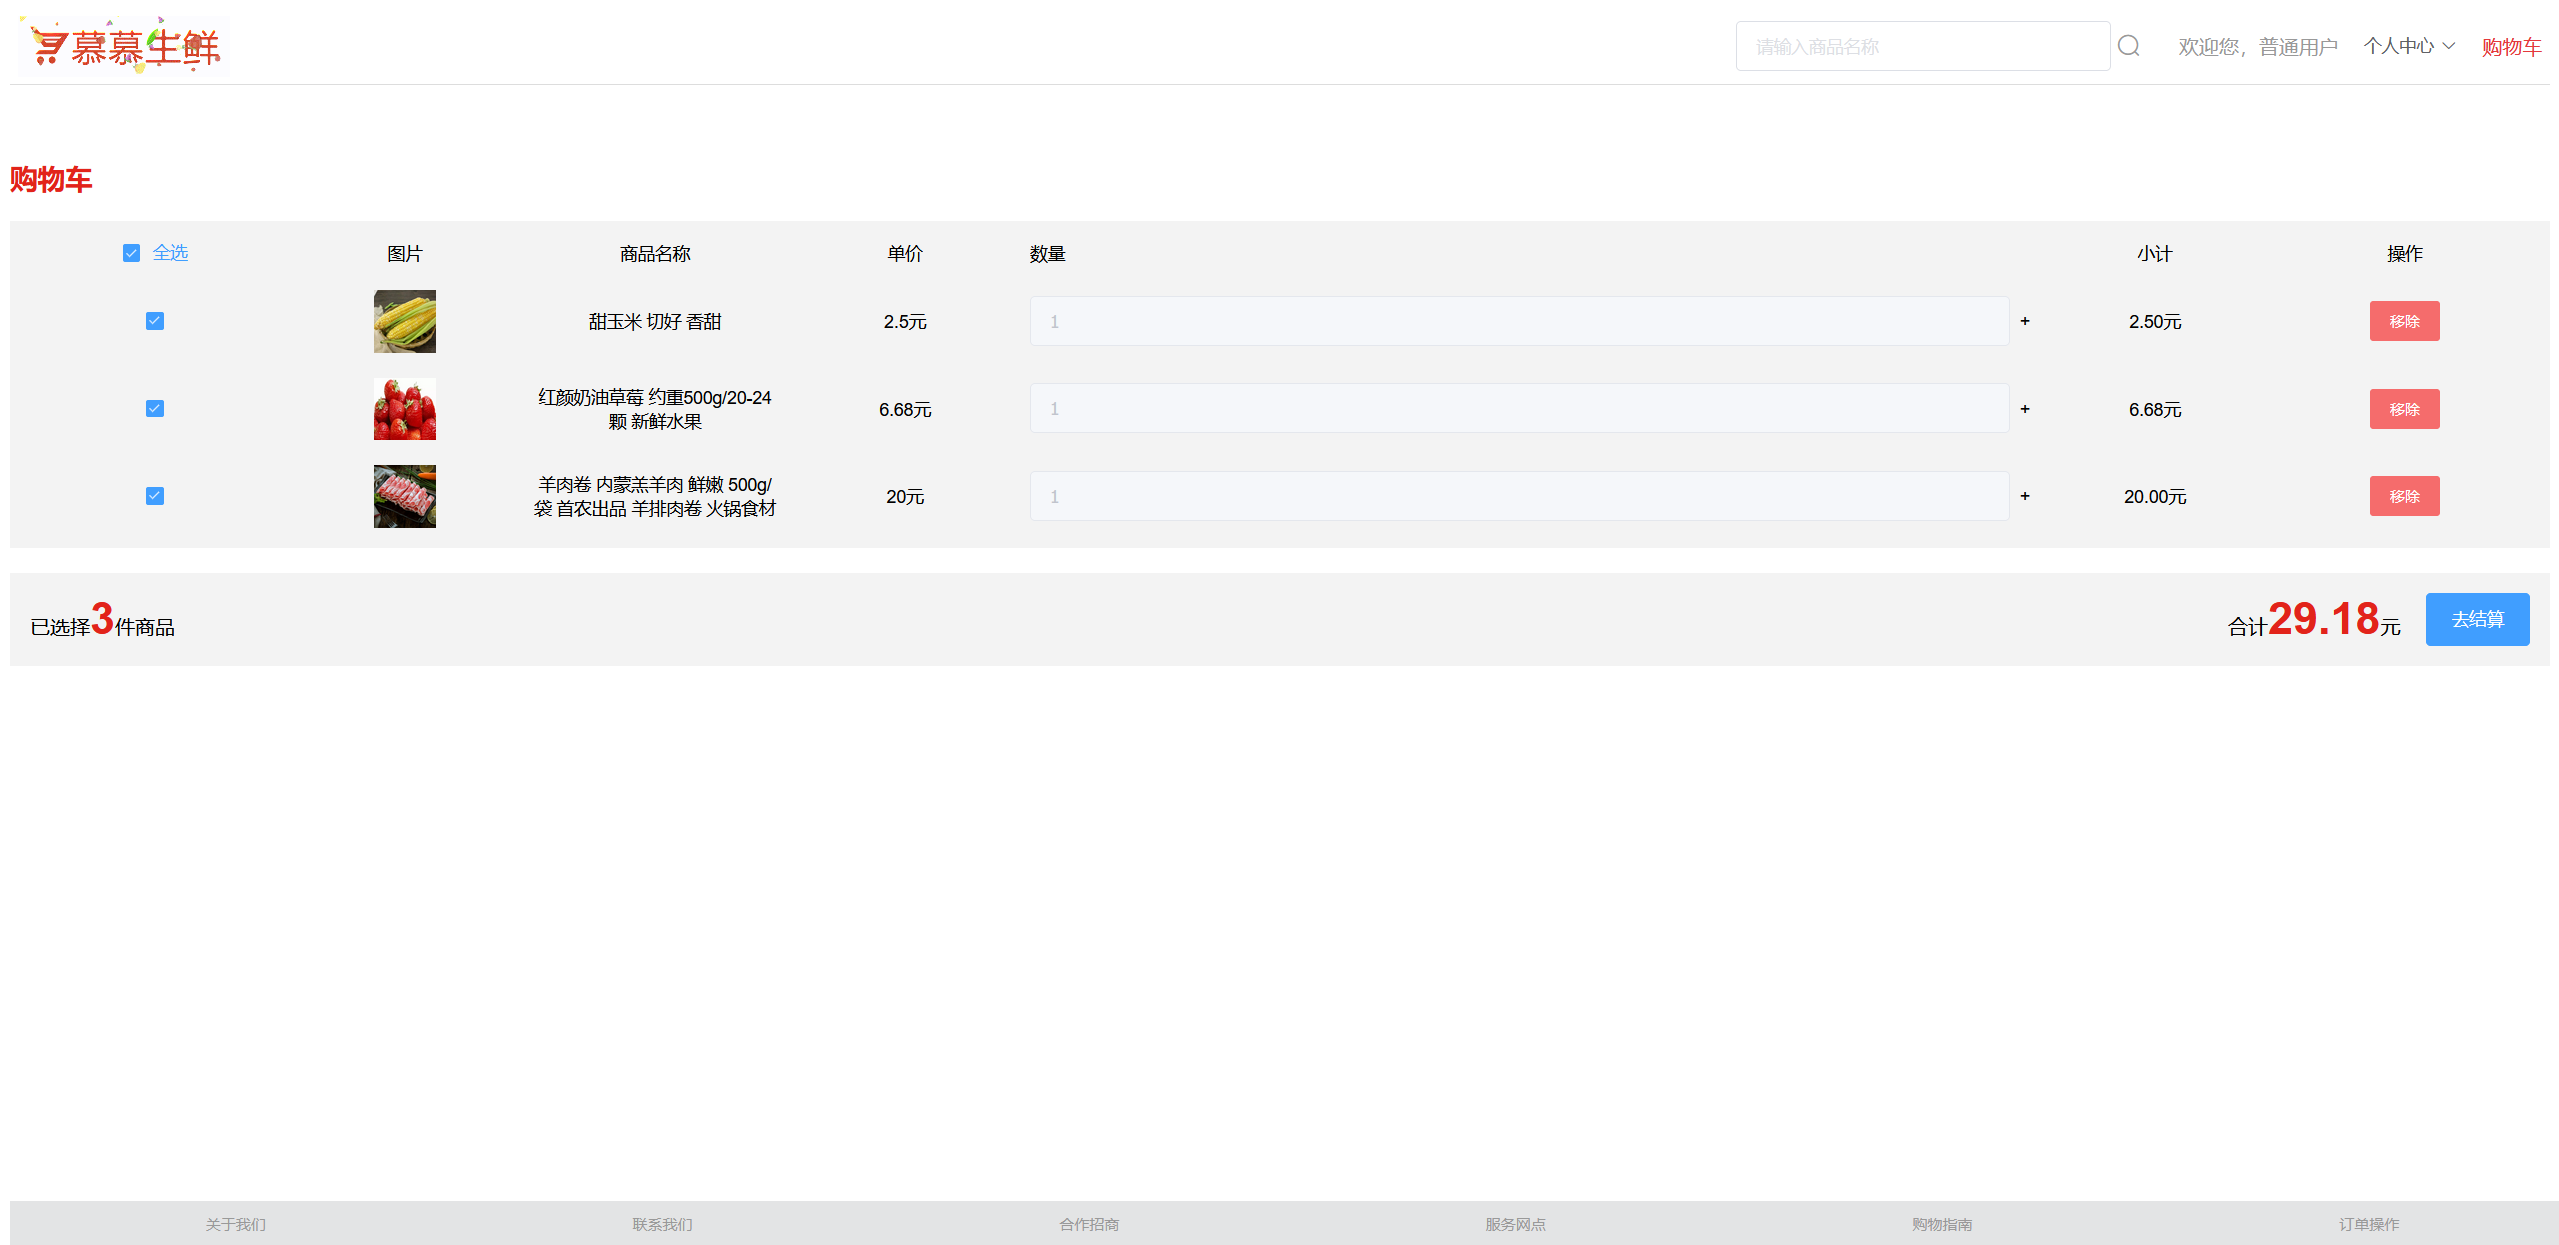 慕慕生鲜
请输入商品名称
欢迎您，普通用户
个人中心
购物车
购物车
全选 图片 商品名称 单价 数量 小计 操作
甜玉米 切好 香甜 2.5元 1 + 2.50元 移除
红颜奶油草莓 约重500g/20-24
颗 新鲜水果
6.68元 1 + 6.68元 移除
羊肉卷 内蒙羔羊肉 鲜嫩 500g/
袋 首农出品 羊排肉卷 火锅食材
20元 1 + 20.00元 移除
已选择3件商品
合计29.18元
去结算
关于我们 联系我们 合作招商 服务网点 购物指南 订单操作